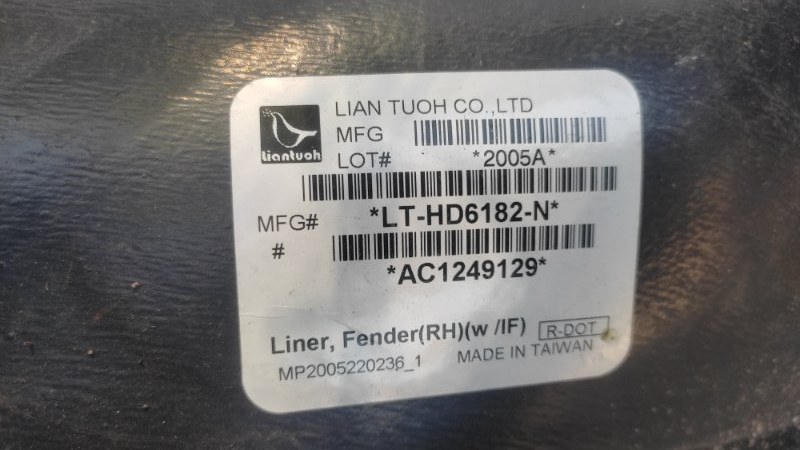 LIAN TUOH CO.,LTD
Liantuoh
MFG
LOT# *2005A*
MFG# *LT-HD6182-N*
# *AC1249129*
Liner, Fender(RH)(w /IF) R-DOT
MP2005220236_1 MADE IN TAIWAN